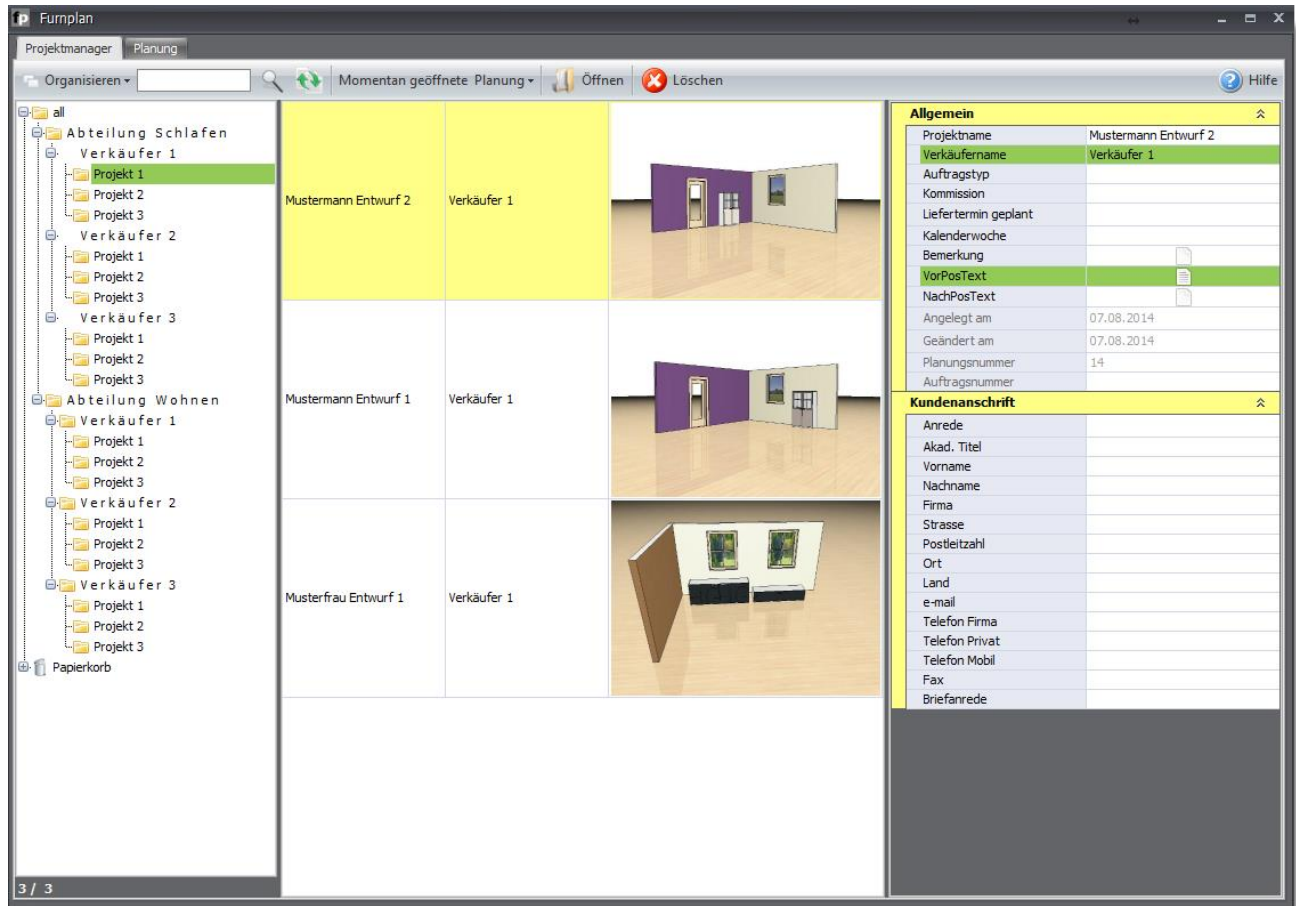 fp Furnplan
Projektmanager Planung
Organisieren Momentan geöffnete Planung Öffnen Löschen Hilfe
all
Abteilung Schlafen
Verkäufer 1
Projekt 1
Projekt 2
Projekt 3
Verkäufer 2
Projekt 1
Projekt 2
Projekt 3
Verkäufer 3
Projekt 1
Projekt 2
Projekt 3
Abteilung Wohnen
Verkäufer 1
Projekt 1
Projekt 2
Projekt 3
Verkäufer 2
Projekt 1
Projekt 2
Projekt 3
Verkäufer 3
Projekt 1
Projekt 2
Projekt 3
Papierkorb
3 / 3
Mustermann Entwurf 2 Verkäufer 1
Mustermann Entwurf 1 Verkäufer 1
Musterfrau Entwurf 1 Verkäufer 1
Allgemein
Projektname Mustermann Entwurf 2
Verkäufername Verkäufer 1
Auftragstyp
Kommission
Liefertermin geplant
Kalenderwoche
Bemerkung
VorPosText
NachPosText
Angelegt am 07.08.2014
Geändert am 07.08.2014
Planungsnummer 14
Auftragsnummer
Kundenanschrift
Anrede
Akad. Titel
Vorname
Nachname
Firma
Strasse
Postleitzahl
Ort
Land
e-mail
Telefon Firma
Telefon Privat
Telefon Mobil
Fax
Briefanrede